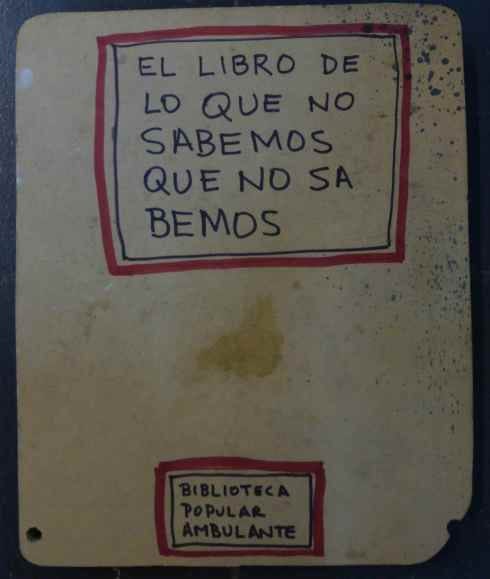 EL LIBRO DE
LO QUE NO
SABEMOS
QUE NO SA
BEMOS
BIBLIOTECA
POPULAR
AMBULANTE